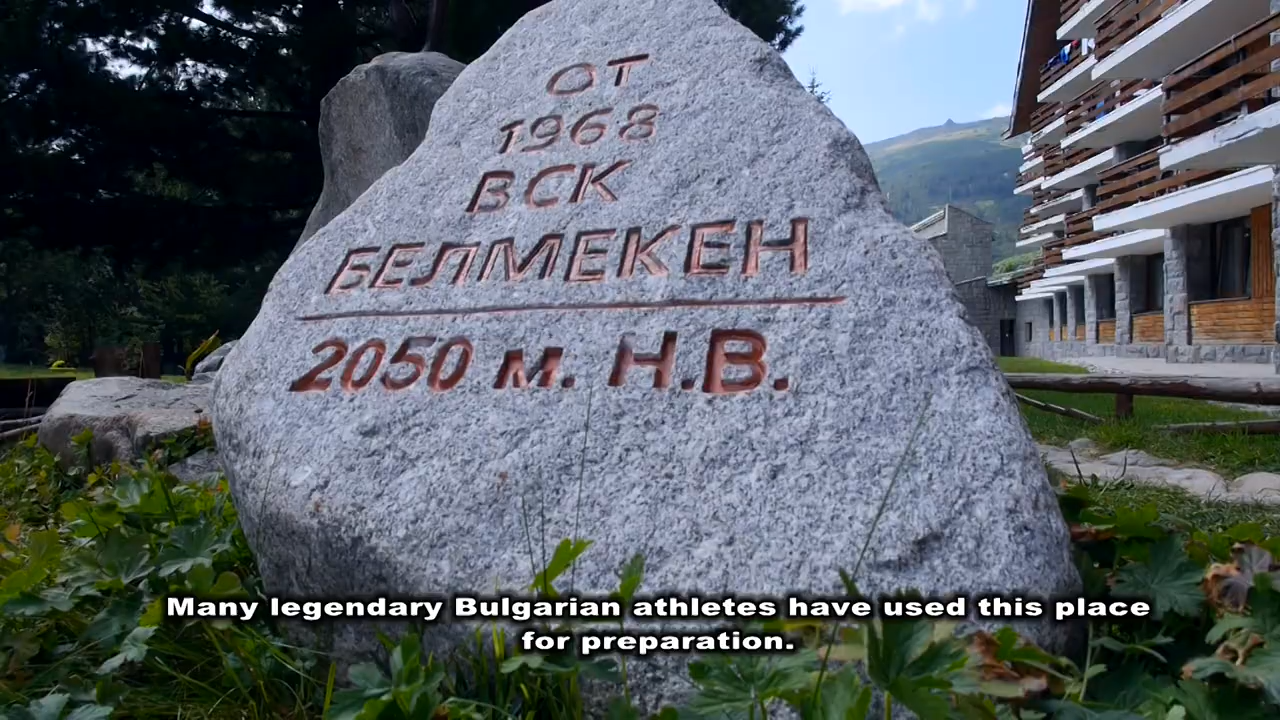 ОТ
1968
ВСК
БЕЛМЕКЕН
2050 м. Н.В.
Many legendary Bulgarian athletes have used this place
for preparation.